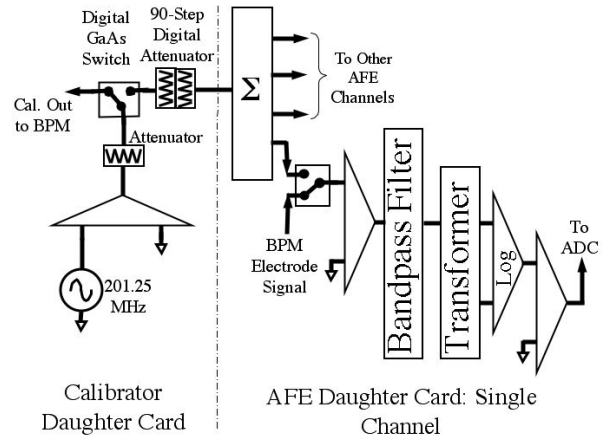 Digital
GaAs
Switch
90-Step
Digital
Attenuator
Cal. Out
to BPM
Attenuator
201.25
MHz
Σ
To Other
AFE
Channels
BPM
Electrode
Signal
Bandpass Filter
Transformer
Log
To
ADC
Calibrator
Daughter Card
AFE Daughter Card: Single
Channel